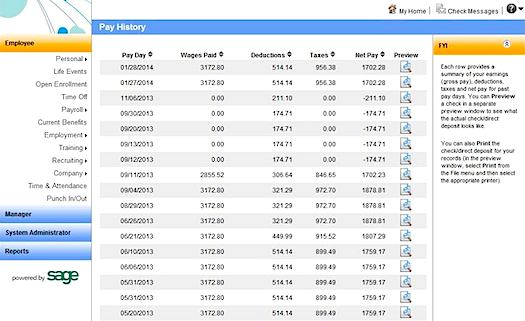 My Home | Check Messages | ?
Pay History
Employee
Personal
Life Events
Open Enrollment
Time Off
Payroll
Current Benefits
Employment
Training
Recruiting
Company
Time & Attendance
Punch In/Out
Manager
System Administrator
Reports
powered by sage
Pay Day Wages Paid Deductions Taxes Net Pay Preview
01/28/2014 3172.80 514.14 956.38 1702.28
01/27/2014 3172.80 514.14 956.38 1702.28
11/06/2013 0.00 211.10 0.00 -211.10
09/30/2013 0.00 174.71 0.00 -174.71
09/20/2013 0.00 174.71 0.00 -174.71
09/13/2013 0.00 174.71 0.00 -174.71
09/12/2013 0.00 174.71 0.00 -174.71
09/11/2013 2855.52 306.64 846.65 1702.23
09/04/2013 3172.80 321.29 972.70 1878.81
08/29/2013 3172.80 321.29 972.70 1878.81
06/26/2013 3172.80 321.29 972.70 1878.81
06/21/2013 3172.80 449.99 915.52 1807.29
06/10/2013 3172.80 514.14 899.49 1759.17
06/06/2013 3172.80 514.14 899.49 1759.17
05/31/2013 3172.80 514.14 899.49 1759.17
05/31/2013 3172.80 514.14 899.49 1759.17
05/20/2013 3172.80 514.14 899.49 1759.17
FYI
Each row provides a
summary of your earnings
(gross pay), deductions,
taxes and net pay for past
pay days. You can Preview
a check in a separate
preview window to see what
the actual check/direct
deposit looks like.
You can also Print the
check/direct deposit for your
records (in the preview
window, select Print from
the File menu and then select
the appropriate printer).